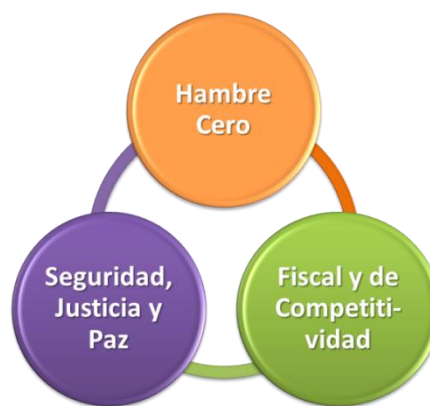 Hambre
Cero
Seguridad,
Justicia y
Paz
Fiscal y de
Competiti-
vidad